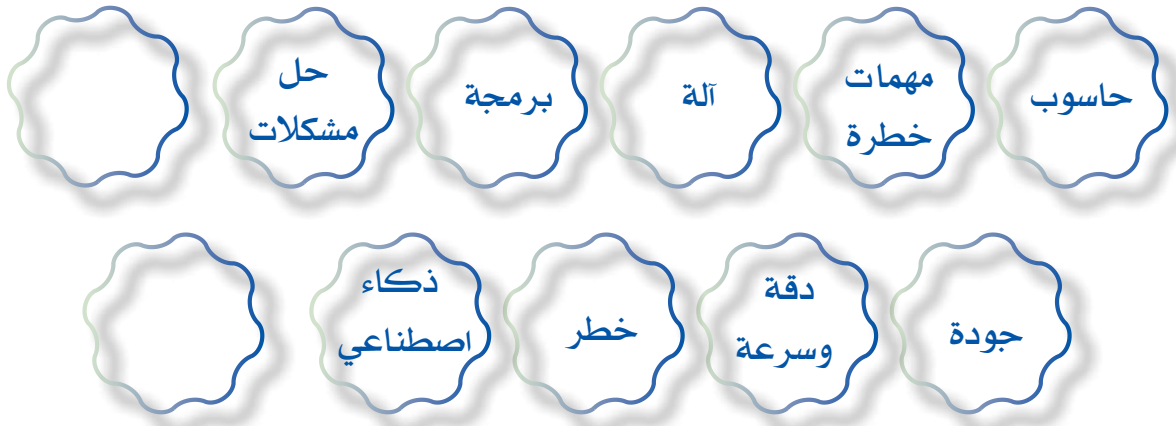 حاسوب
مهمات
خطرة
آلة
برمجة
حل
مشكلات
جودة
دقة
وسرعة
خطر
ذكاء
اصطناعي